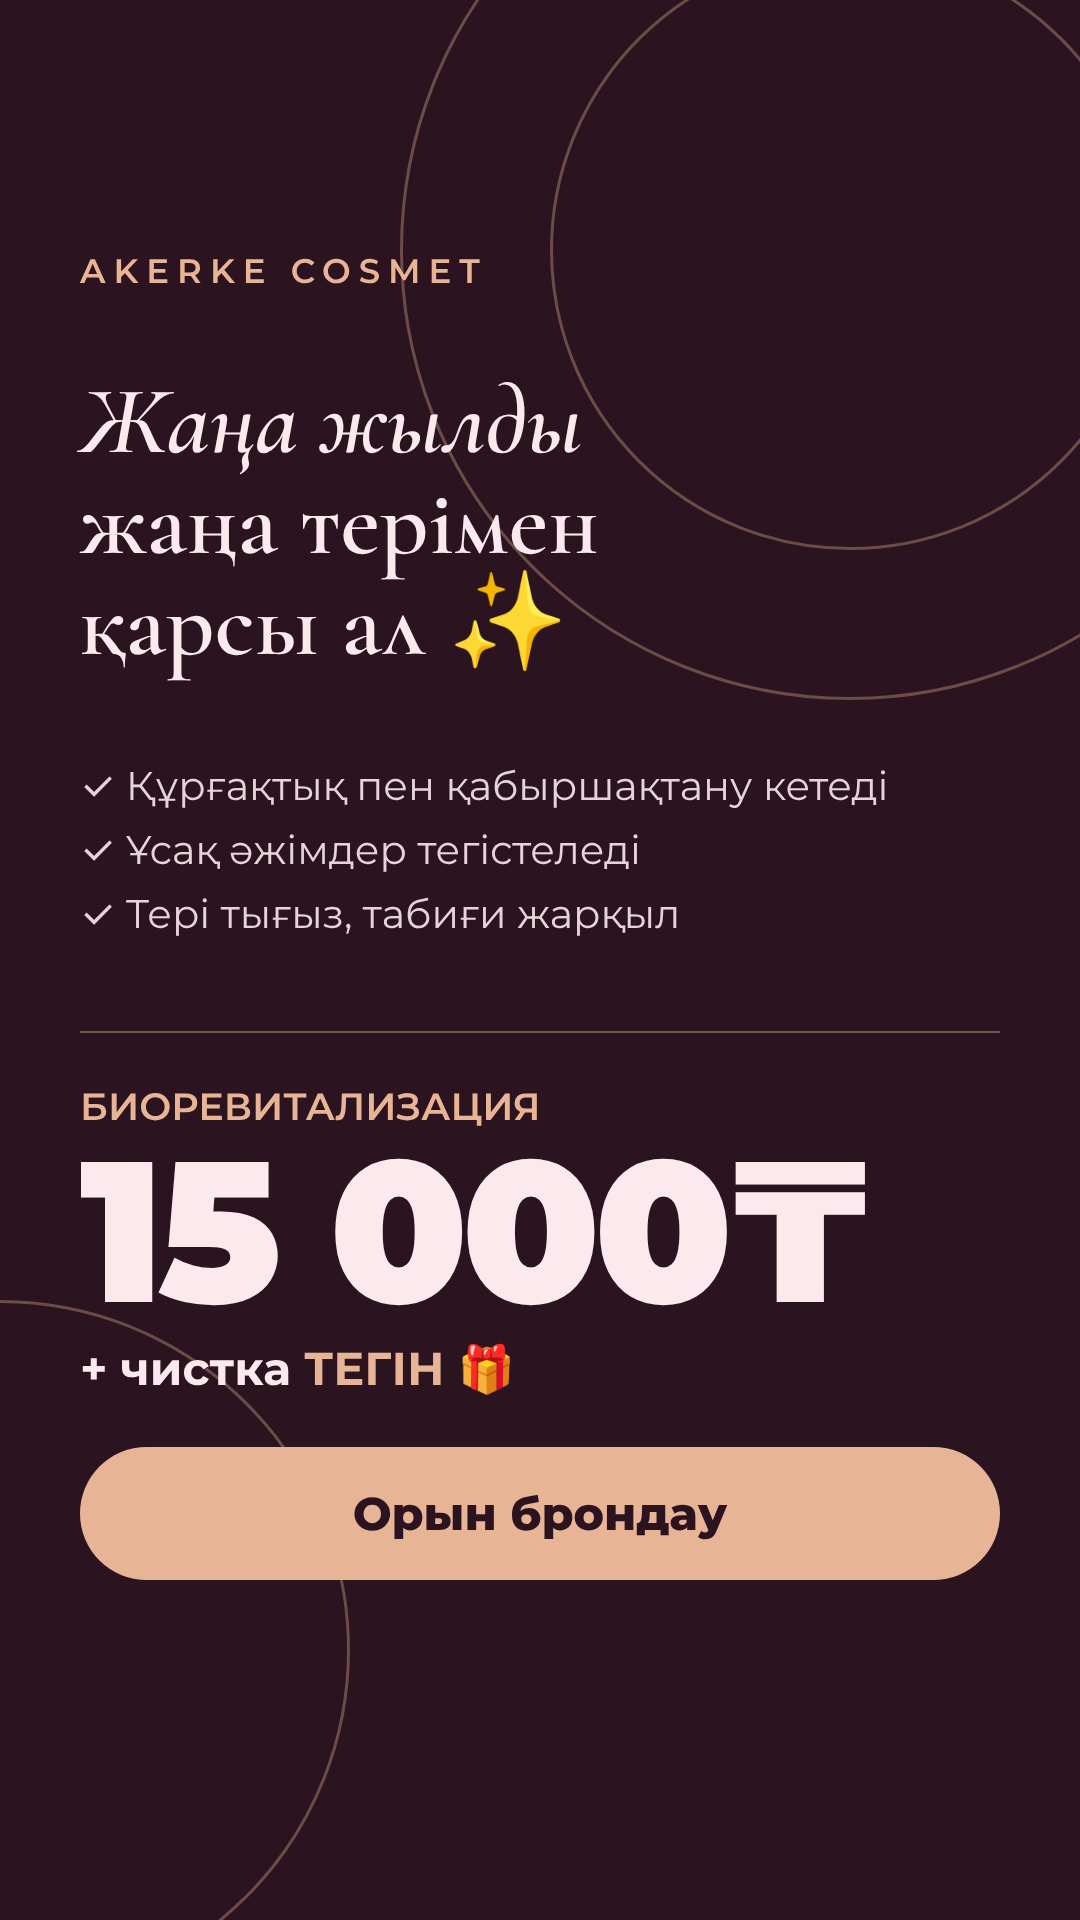 AKERKE COSMET
Жаңа жылды
жаңа терімен
қарсы ал ✨
✓ Құрғақтық пен қабыршақтану кетеді
✓ Ұсақ әжімдер тегістеледі
✓ Тері тығыз, табиғи жарқыл
БИОРЕВИТАЛИЗАЦИЯ
15 000₸
+ чистка ТЕГІН 🎁
Орын брондау